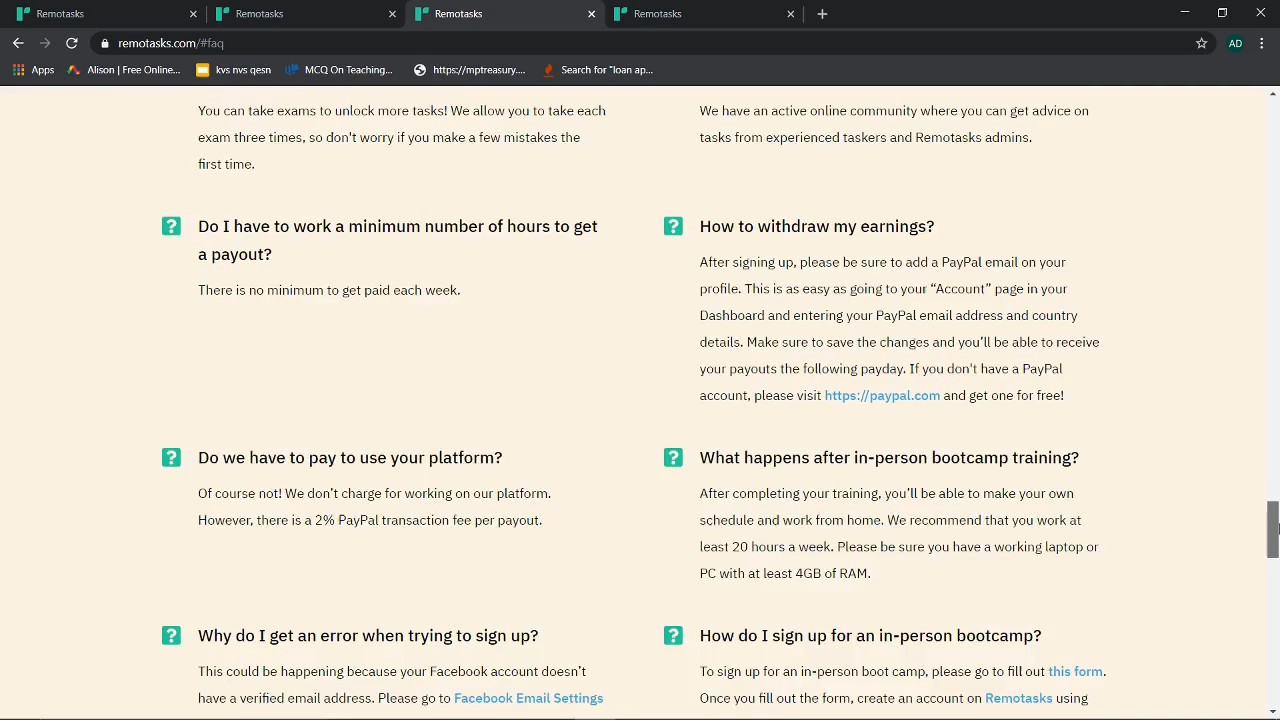 Remotasks
Remotasks
Remotasks
Remotasks
remotasks.com/#faq
AD
Apps
Alison | Free Online...
kvs nvs qesn
MCQ On Teaching...
https://mptreasury....
Search for "loan ap...
You can take exams to unlock more tasks! We allow you to take each
exam three times, so don't worry if you make a few mistakes the
first time.
We have an active online community where you can get advice on
tasks from experienced taskers and Remotasks admins.
Do I have to work a minimum number of hours to get
a payout?
There is no minimum to get paid each week.
How to withdraw my earnings?
After signing up, please be sure to add a PayPal email on your
profile. This is as easy as going to your “Account” page in your
Dashboard and entering your PayPal email address and country
details. Make sure to save the changes and you’ll be able to receive
your payouts the following payday. If you don't have a PayPal
account, please visit https://paypal.com and get one for free!
Do we have to pay to use your platform?
Of course not! We don’t charge for working on our platform.
However, there is a 2% PayPal transaction fee per payout.
What happens after in-person bootcamp training?
After completing your training, you’ll be able to make your own
schedule and work from home. We recommend that you work at
least 20 hours a week. Please be sure you have a working laptop or
PC with at least 4GB of RAM.
Why do I get an error when trying to sign up?
This could be happening because your Facebook account doesn’t
have a verified email address. Please go to Facebook Email Settings
How do I sign up for an in-person bootcamp?
To sign up for an in-person boot camp, please go to fill out this form.
Once you fill out the form, create an account on Remotasks using